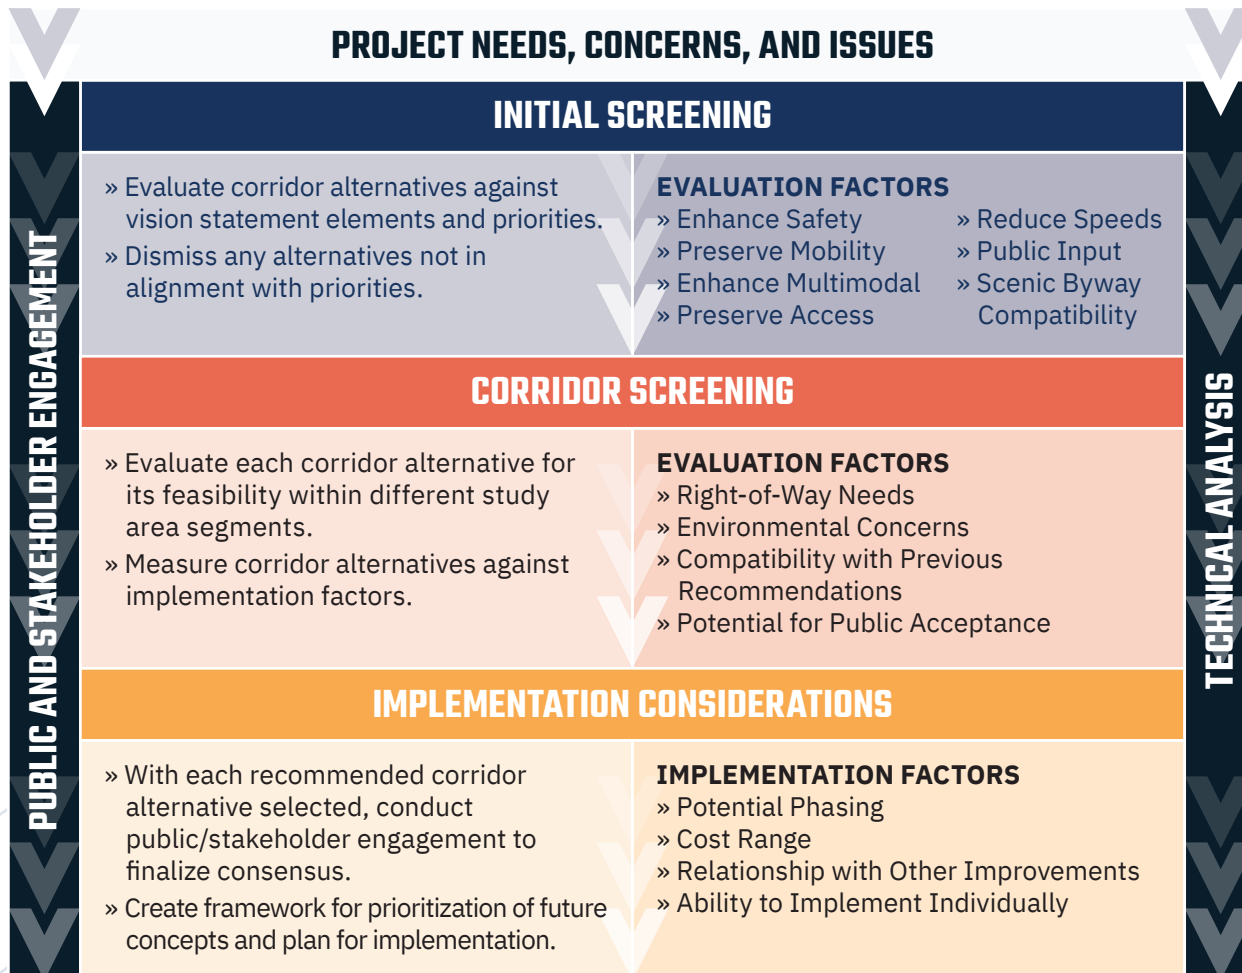 PROJECT NEEDS, CONCERNS, AND ISSUES
PUBLIC AND STAKEHOLDER ENGAGEMENT
INITIAL SCREENING
» Evaluate corridor alternatives against
vision statement elements and priorities.
» Dismiss any alternatives not in
alignment with priorities.
EVALUATION FACTORS
» Enhance Safety
» Preserve Mobility
» Enhance Multimodal
» Preserve Access
» Reduce Speeds
» Public Input
» Scenic Byway
Compatibility
CORRIDOR SCREENING
» Evaluate each corridor alternative for
its feasibility within different study
area segments.
» Measure corridor alternatives against
implementation factors.
EVALUATION FACTORS
» Right-of-Way Needs
» Environmental Concerns
» Compatibility with Previous
Recommendations
» Potential for Public Acceptance
IMPLEMENTATION CONSIDERATIONS
» With each recommended corridor
alternative selected, conduct
public/stakeholder engagement to
finalize consensus.
» Create framework for prioritization of future
concepts and plan for implementation.
IMPLEMENTATION FACTORS
» Potential Phasing
» Cost Range
» Relationship with Other Improvements
» Ability to Implement Individually
TECHNICAL ANALYSIS